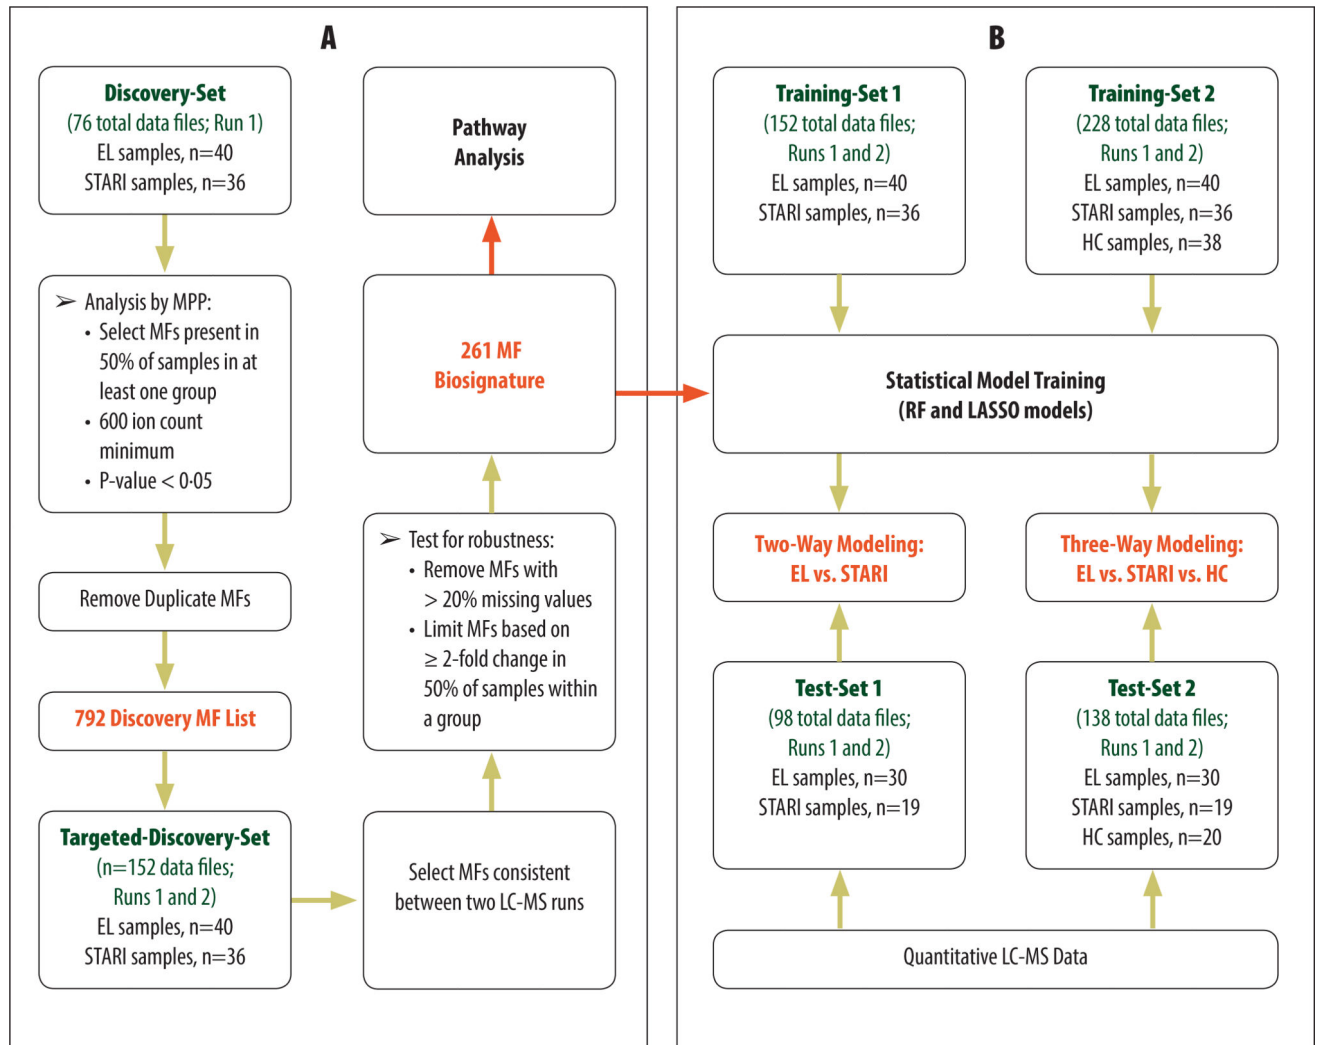 A
Discovery-Set
(76 total data files; Run 1)
EL samples, n=40
STARI samples, n=36
➢ Analysis by MPP:
• Select MFs present in
50% of samples in at
least one group
• 600 ion count
minimum
• P-value < 0·05
Remove Duplicate MFs
792 Discovery MF List
Targeted-Discovery-Set
(n=152 data files;
Runs 1 and 2)
EL samples, n=40
STARI samples, n=36
Select MFs consistent
between two LC-MS runs
➢ Test for robustness:
• Remove MFs with
> 20% missing values
• Limit MFs based on
≥ 2-fold change in
50% of samples within
a group
261 MF
Biosignature
Pathway
Analysis
B
Training-Set 1
(152 total data files;
Runs 1 and 2)
EL samples, n=40
STARI samples, n=36
Training-Set 2
(228 total data files;
Runs 1 and 2)
EL samples, n=40
STARI samples, n=36
HC samples, n=38
Statistical Model Training
(RF and LASSO models)
Two-Way Modeling:
EL vs. STARI
Three-Way Modeling:
EL vs. STARI vs. HC
Test-Set 1
(98 total data files;
Runs 1 and 2)
EL samples, n=30
STARI samples, n=19
Test-Set 2
(138 total data files;
Runs 1 and 2)
EL samples, n=30
STARI samples, n=19
HC samples, n=20
Quantitative LC-MS Data